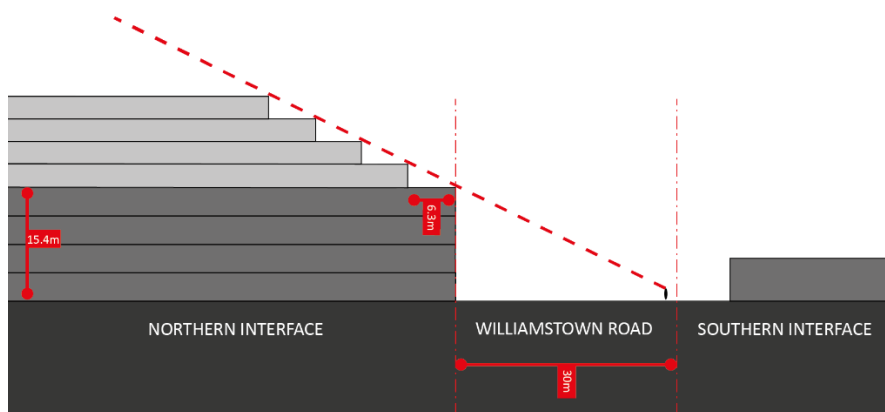 6.3m
15.4m
NORTHERN INTERFACE
WILLIAMSTOWN ROAD
SOUTHERN INTERFACE
30m